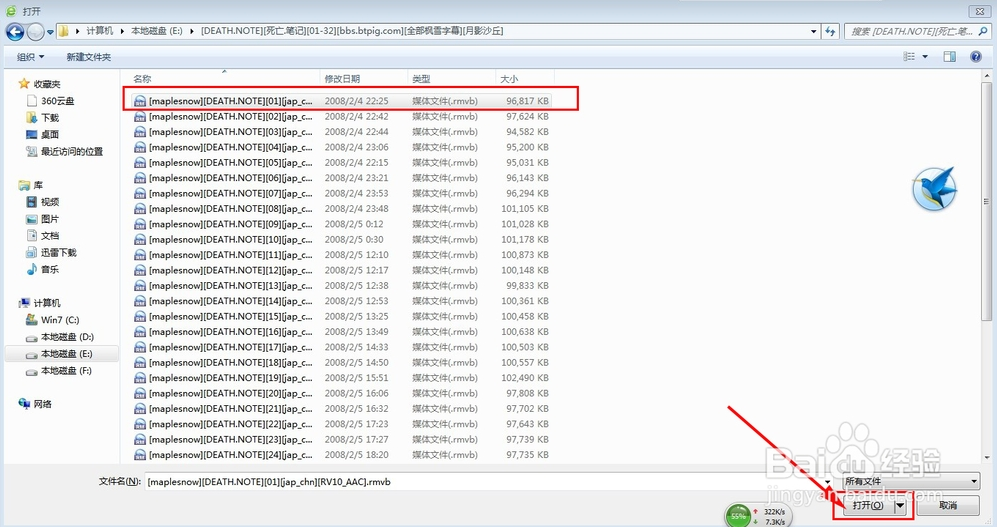 打开
计算机 ▸ 本地磁盘 (E:) ▸ [DEATH.NOTE][死亡.笔记][01-32][bbs.btpig.com][全部枫雪字幕][月影沙丘]
搜索 [DEATH.NOTE][死亡.笔...
组织 新建文件夹
名称 修改日期 类型 大小
收藏夹
360云盘
下载
桌面
最近访问的位置
库
视频
图片
文档
迅雷下载
音乐
计算机
Win7 (C:)
本地磁盘 (D:)
本地磁盘 (E:)
本地磁盘 (F:)
网络
[maplesnow][DEATH.NOTE][01][jap_c... 2008/2/4 22:25 媒体文件(.rmvb) 96,817 KB
[maplesnow][DEATH.NOTE][02][jap_c... 2008/2/4 22:42 媒体文件(.rmvb) 97,624 KB
[maplesnow][DEATH.NOTE][03][jap_c... 2008/2/4 22:44 媒体文件(.rmvb) 94,582 KB
[maplesnow][DEATH.NOTE][04][jap_c... 2008/2/4 23:06 媒体文件(.rmvb) 95,200 KB
[maplesnow][DEATH.NOTE][05][jap_c... 2008/2/4 22:15 媒体文件(.rmvb) 95,031 KB
[maplesnow][DEATH.NOTE][06][jap_c... 2008/2/4 23:21 媒体文件(.rmvb) 96,143 KB
[maplesnow][DEATH.NOTE][07][jap_c... 2008/2/4 23:53 媒体文件(.rmvb) 96,294 KB
[maplesnow][DEATH.NOTE][08][jap_c... 2008/2/4 23:48 媒体文件(.rmvb) 101,105 KB
[maplesnow][DEATH.NOTE][09][jap_c... 2008/2/5 0:12 媒体文件(.rmvb) 101,028 KB
[maplesnow][DEATH.NOTE][10][jap_c... 2008/2/5 0:30 媒体文件(.rmvb) 101,178 KB
[maplesnow][DEATH.NOTE][11][jap_c... 2008/2/5 12:10 媒体文件(.rmvb) 100,873 KB
[maplesnow][DEATH.NOTE][12][jap_c... 2008/2/5 12:17 媒体文件(.rmvb) 100,148 KB
[maplesnow][DEATH.NOTE][13][jap_c... 2008/2/5 12:38 媒体文件(.rmvb) 99,833 KB
[maplesnow][DEATH.NOTE][14][jap_c... 2008/2/5 12:53 媒体文件(.rmvb) 100,361 KB
[maplesnow][DEATH.NOTE][15][jap_c... 2008/2/5 13:25 媒体文件(.rmvb) 100,458 KB
[maplesnow][DEATH.NOTE][16][jap_c... 2008/2/5 13:49 媒体文件(.rmvb) 100,638 KB
[maplesnow][DEATH.NOTE][17][jap_c... 2008/2/5 14:33 媒体文件(.rmvb) 100,503 KB
[maplesnow][DEATH.NOTE][18][jap_c... 2008/2/5 14:50 媒体文件(.rmvb) 100,557 KB
[maplesnow][DEATH.NOTE][19][jap_c... 2008/2/5 15:51 媒体文件(.rmvb) 102,490 KB
[maplesnow][DEATH.NOTE][20][jap_c... 2008/2/5 16:06 媒体文件(.rmvb) 97,808 KB
[maplesnow][DEATH.NOTE][21][jap_c... 2008/2/5 16:32 媒体文件(.rmvb) 97,702 KB
[maplesnow][DEATH.NOTE][22][jap_c... 2008/2/5 17:23 媒体文件(.rmvb) 97,643 KB
[maplesnow][DEATH.NOTE][23][jap_c... 2008/2/5 17:27 媒体文件(.rmvb) 97,739 KB
[maplesnow][DEATH.NOTE][24][jap_c... 2008/2/5 18:20 媒体文件(.rmvb) 97,735 KB
文件名(N): [maplesnow][DEATH.NOTE][01][jap_chn][RV10_AAC].rmvb 所有文件
打开(O) 取消
55% 322K/s
7.3K/s
Baidu经验
jingyan.baidu.com